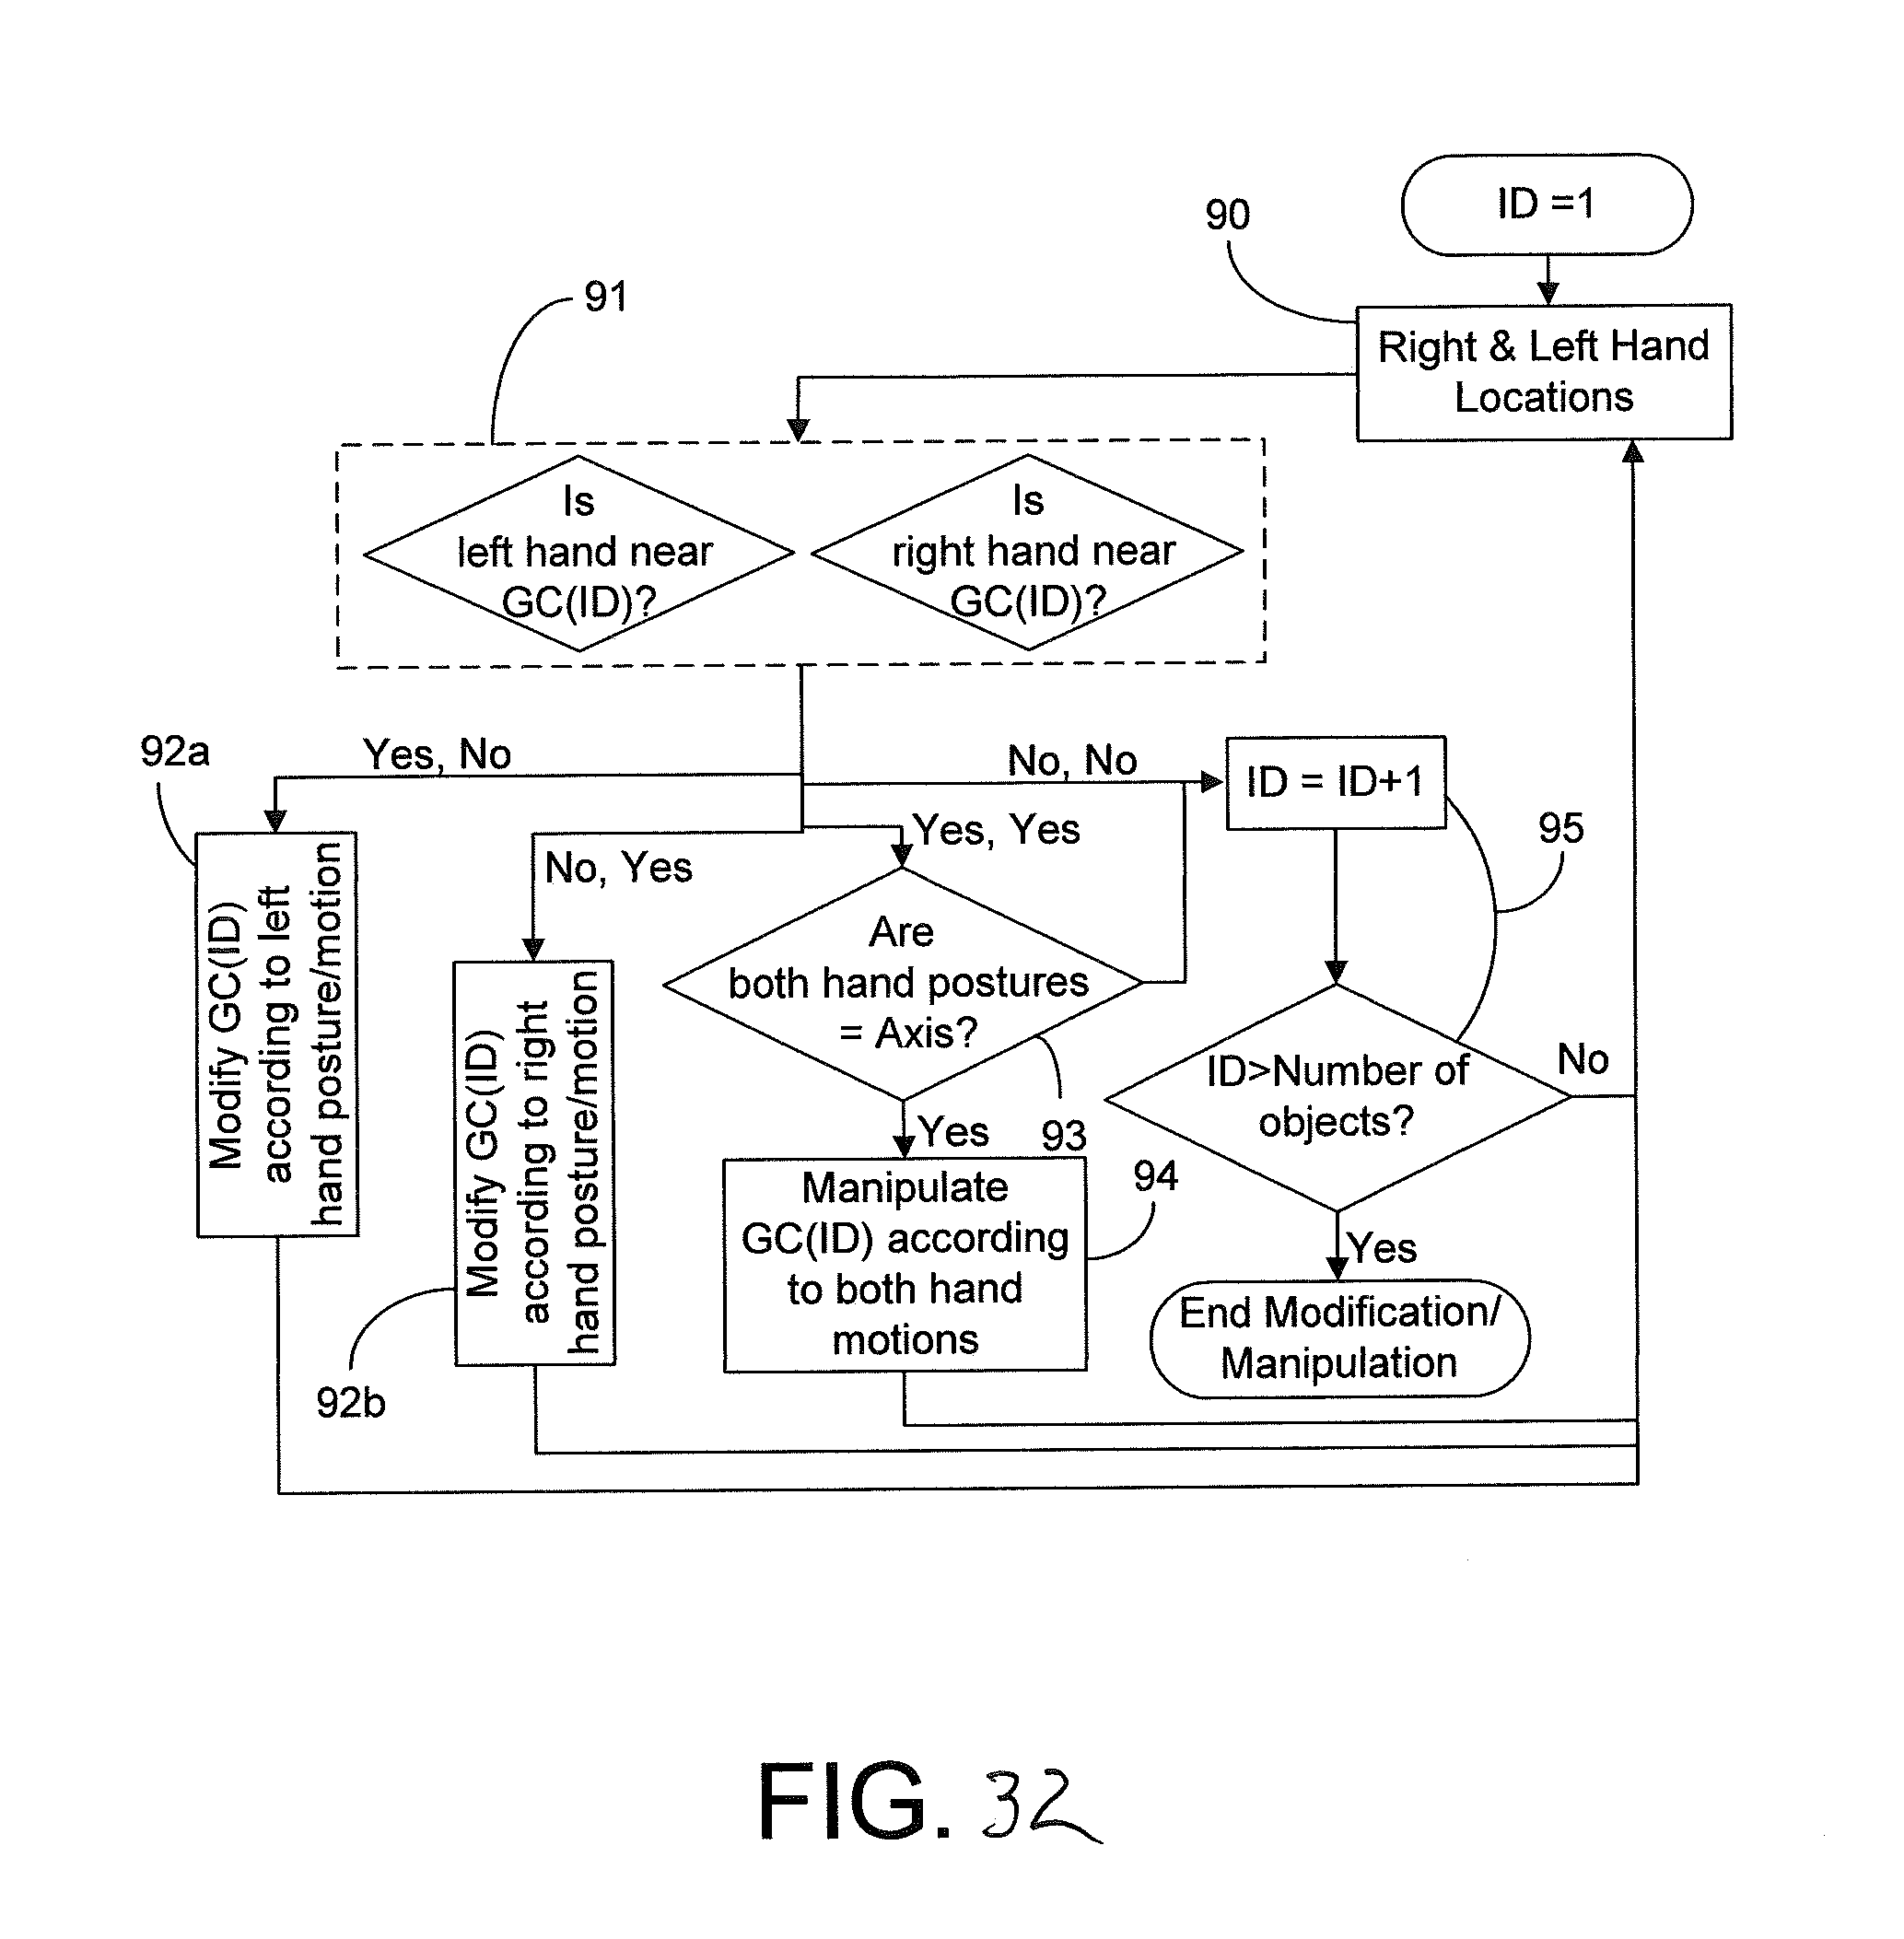 ID =1
90
Right & Left Hand
Locations
91
Is
left hand near
GC(ID)?
Is
right hand near
GC(ID)?
92a
Yes, No
No, No
ID = ID+1
Yes, Yes
95
No, Yes
Modify GC(ID)
according to left
hand posture/motion
Modify GC(ID)
according to right
hand posture/motion
Are
both hand postures
= Axis?
ID>Number of
objects?
No
Yes
93
94
Manipulate
GC(ID) according
to both hand
motions
Yes
End Modification/
Manipulation
92b
FIG. 32